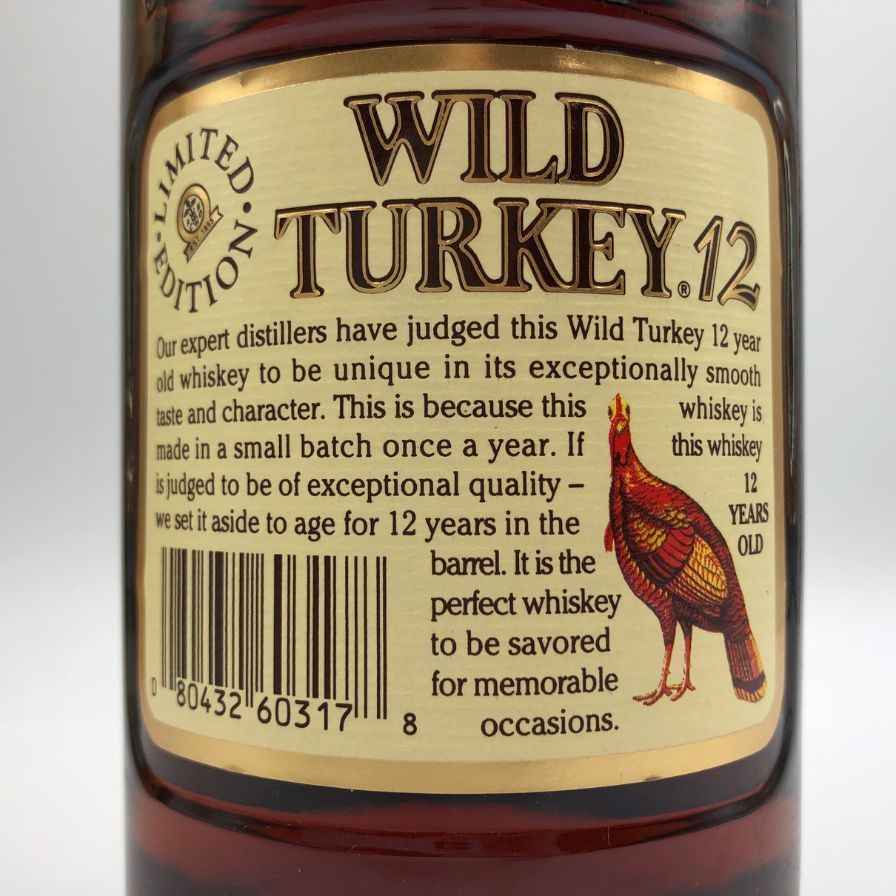 WILD
TURKEY® 12
·LIMITED·
EDITION
EST. 1855
Our expert distillers have judged this Wild Turkey 12 year
old whiskey to be unique in its exceptionally smooth
taste and character. This is because this whiskey is
made in a small batch once a year. If this whiskey
is judged to be of exceptional quality –
we set it aside to age for 12 years in the
barrel. It is the
perfect whiskey
to be savored
for memorable
occasions.
12
YEARS
OLD
0 80432 60317 8